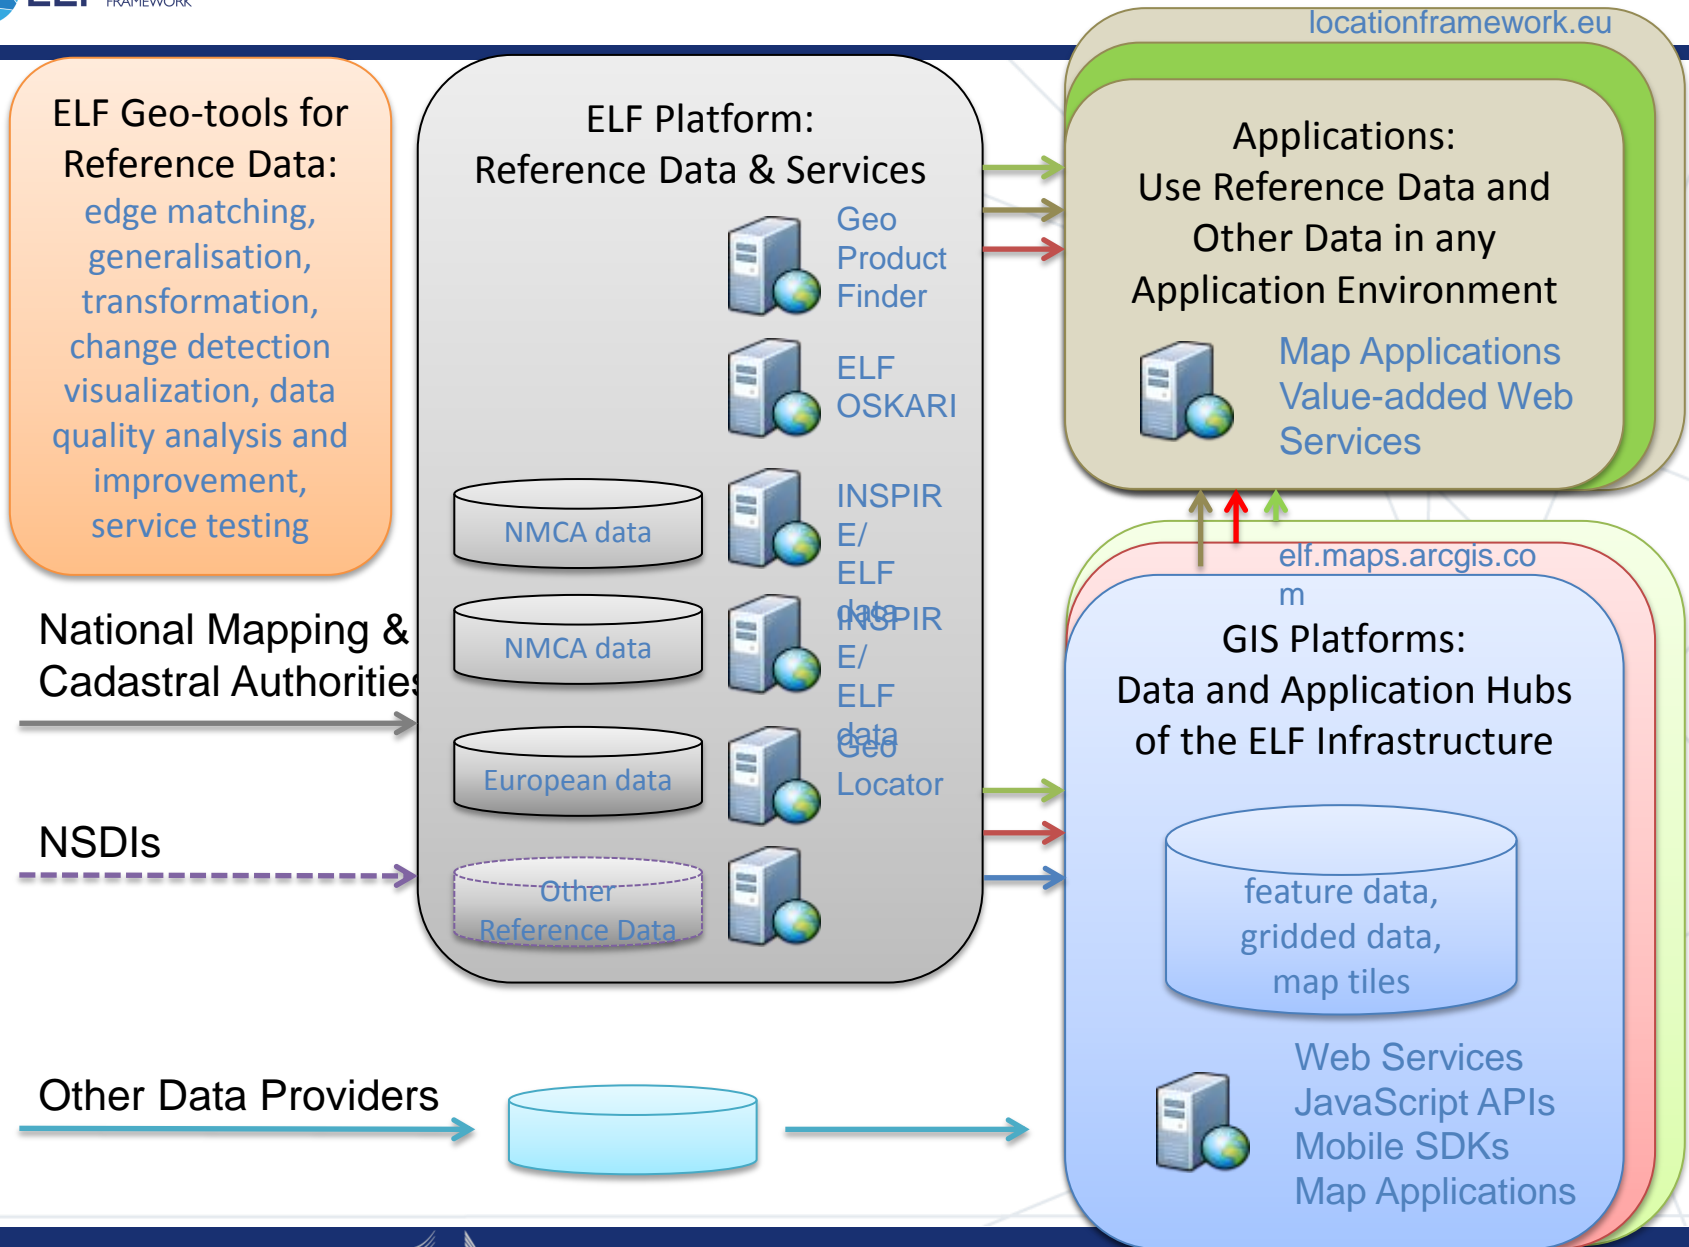 FRAMEWORK
locationframework.eu
ELF Geo-tools for
Reference Data:
edge matching,
generalisation,
transformation,
change detection
visualization, data
quality analysis and
improvement,
service testing
ELF Platform:
Reference Data & Services
Geo
Product
Finder
ELF
OSKARI
NMCA data
INSPIR
E/
ELF
data
NMCA data
INSPIR
E/
ELF
data
European data
Geo
Locator
Other
Reference Data
Applications:
Use Reference Data and
Other Data in any
Application Environment
Map Applications
Value-added Web
Services
National Mapping &
Cadastral Authorities
NSDIs
Other Data Providers
elf.maps.arcgis.co
m
GIS Platforms:
Data and Application Hubs
of the ELF Infrastructure
feature data,
gridded data,
map tiles
Web Services
JavaScript APIs
Mobile SDKs
Map Applications